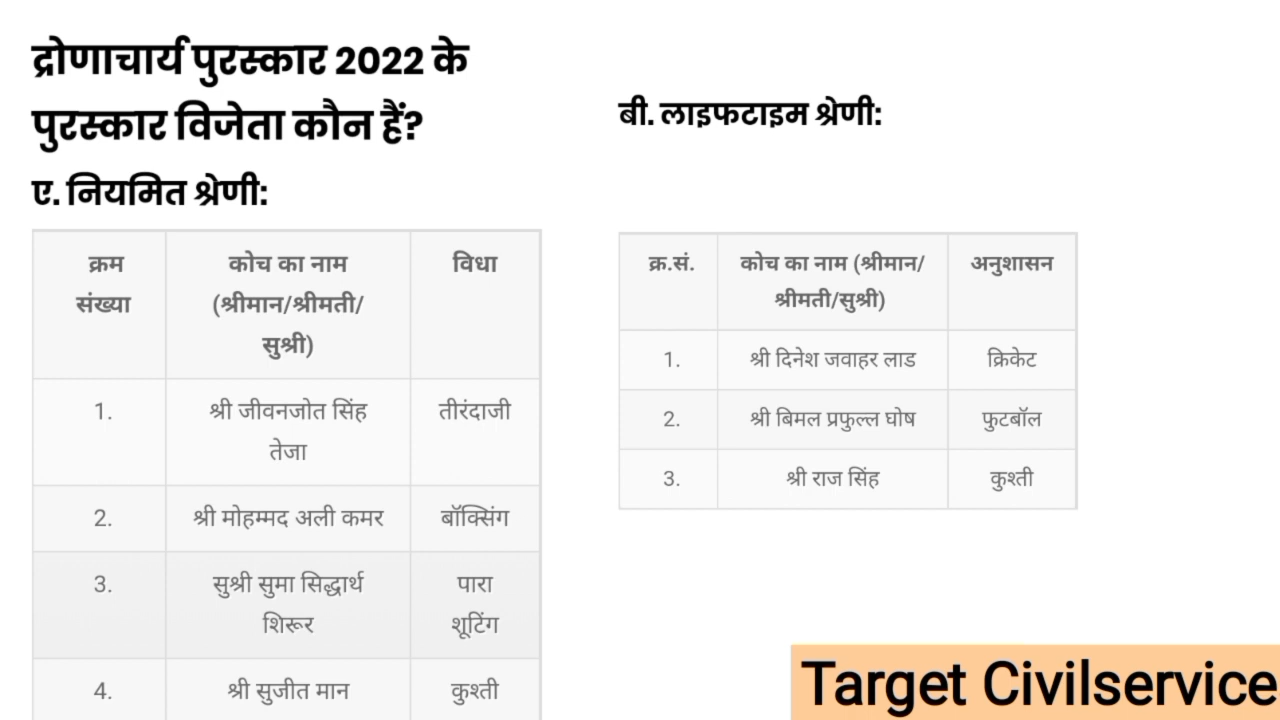 द्रोणाचार्य पुरस्कार 2022 के
पुरस्कार विजेता कौन हैं?
ए. नियमित श्रेणी:
क्रम संख्या | कोच का नाम (श्रीमान/श्रीमती/सुश्री) | विधा
1. | श्री जीवनजोत सिंह तेजा | तीरंदाजी
2. | श्री मोहम्मद अली कमर | बॉक्सिंग
3. | सुश्री सुमा सिद्धार्थ शिरूर | पारा शूटिंग
4. | श्री सुजीत मान | कुश्ती
बी. लाइफटाइम श्रेणी:
क्र.सं. | कोच का नाम (श्रीमान/श्रीमती/सुश्री) | अनुशासन
1. | श्री दिनेश जवाहर लाड | क्रिकेट
2. | श्री बिमल प्रफुल्ल घोष | फुटबॉल
3. | श्री राज सिंह | कुश्ती
Target Civilservice